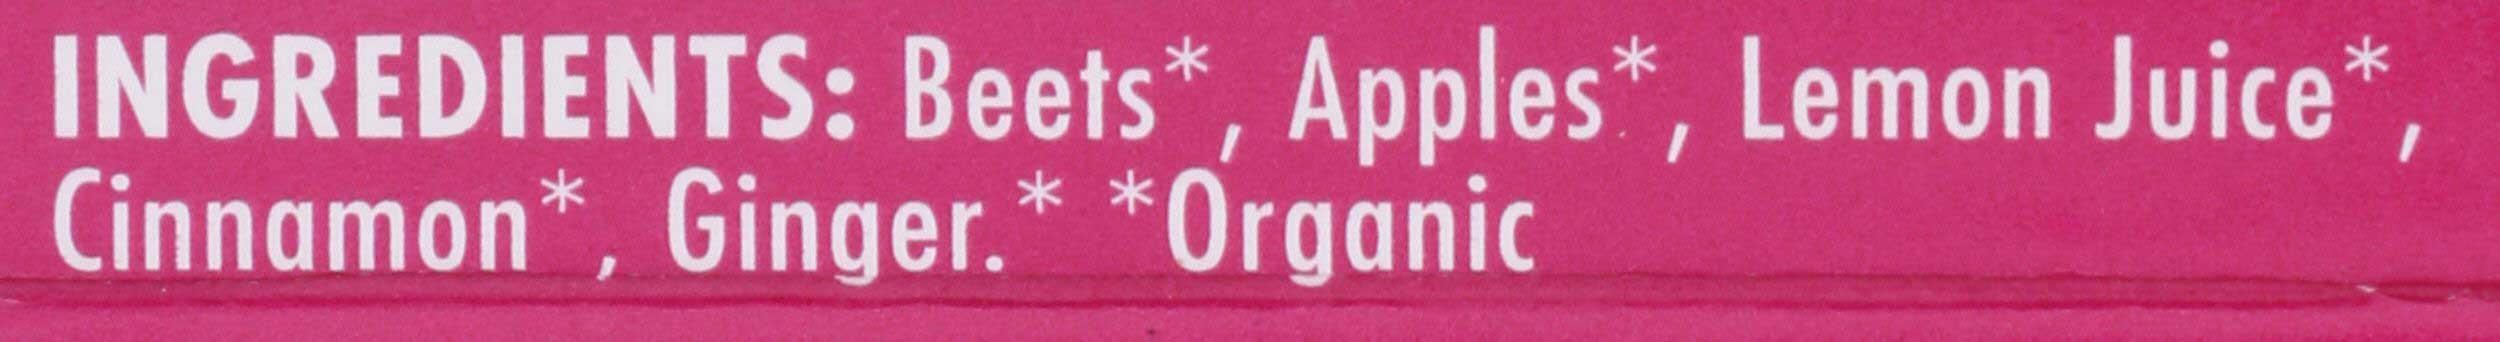 INGREDIENTS: Beets*, Apples*, Lemon Juice*,
Cinnamon*, Ginger.* *Organic